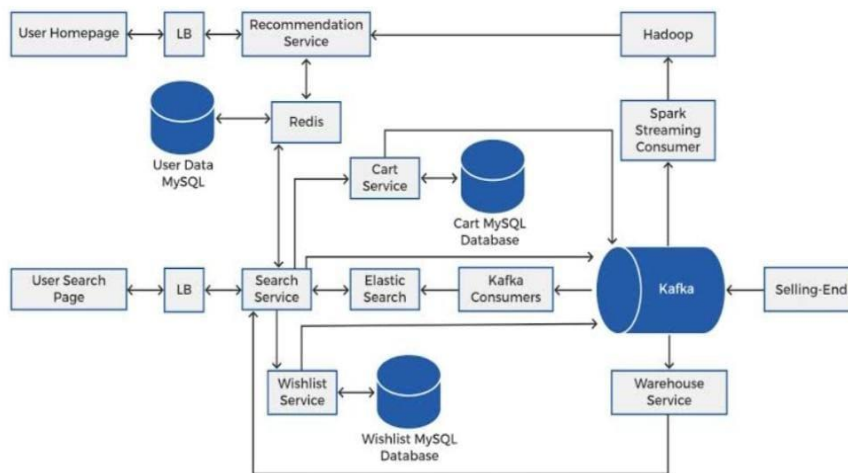 User Homepage
LB
Recommendation
Service
Hadoop
Redis
User Data
MySQL
Spark
Streaming
Consumer
Cart
Service
Cart MySQL
Database
User Search
Page
LB
Search
Service
Elastic
Search
Kafka
Consumers
Kafka
Selling-End
Wishlist
Service
Wishlist MySQL
Database
Warehouse
Service